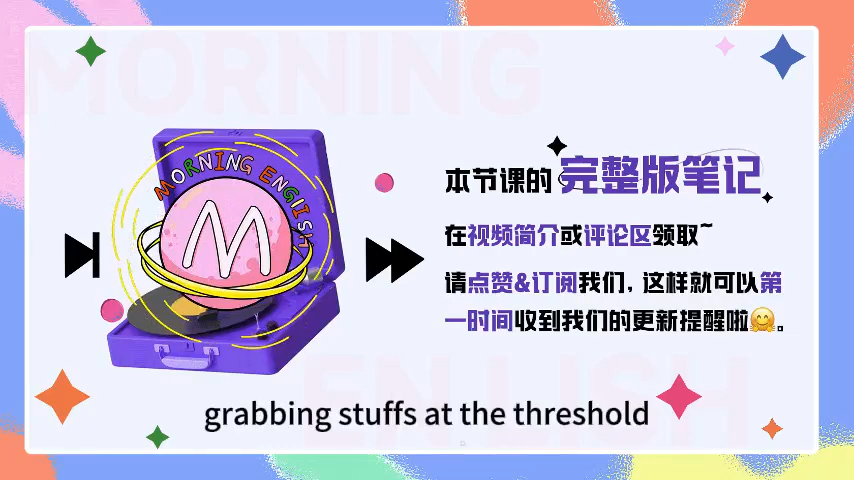 MORNING
MORNING ENGIISH
M
本节课的 完整版笔记
在视频简介或评论区领取~
请点赞&订阅我们, 这样就可以第
一时间收到我们的更新提醒啦🤗。
grabbing stuffs at the threshold